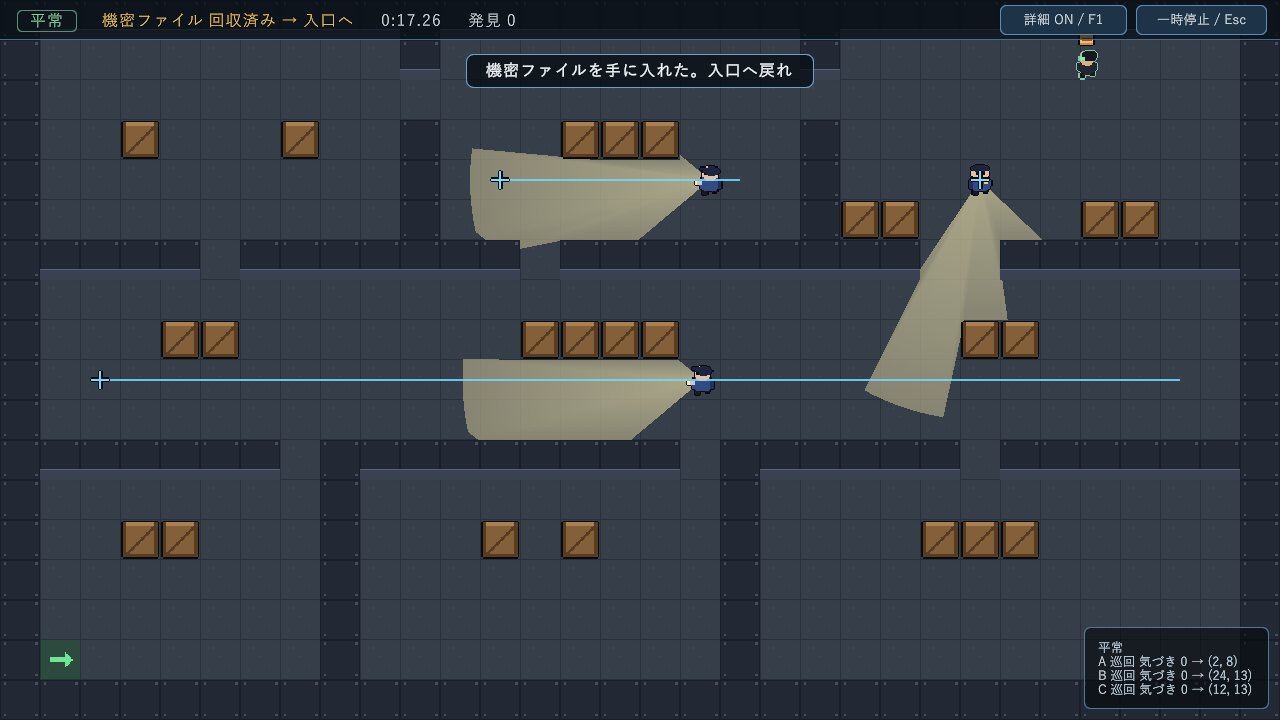 平常 機密ファイル 回収済み → 入口へ 0:17.26 発見 0 詳細 ON / F1 一時停止 / Esc
機密ファイルを手に入れた。入口へ戻れ
平常
A 巡回 気づき 0 → (2, 8)
B 巡回 気づき 0 → (24, 13)
C 巡回 気づき 0 → (12, 13)